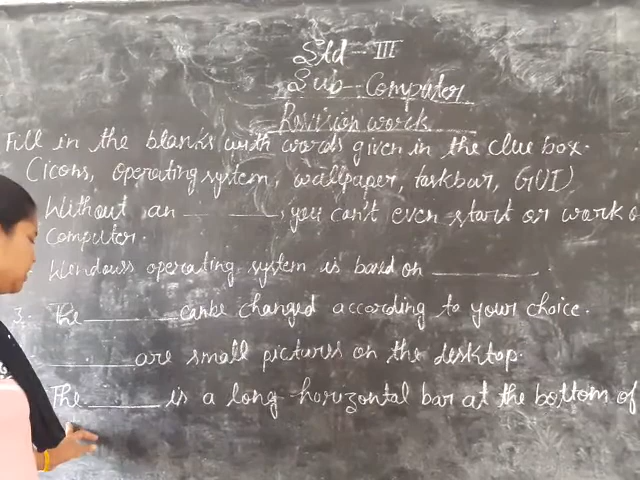 Std - III
Sub - Computer
Revision work
Fill in the blanks with words given in the clue box.
(icons, operating system, wallpaper, taskbar, GUI)
Without an ________, you can't even start or work o
computer.
Windows operating system is based on ________.
3. The ______ can be changed according to your choice.
______ are small pictures on the desktop.
The ______ is a long horizontal bar at the bottom of